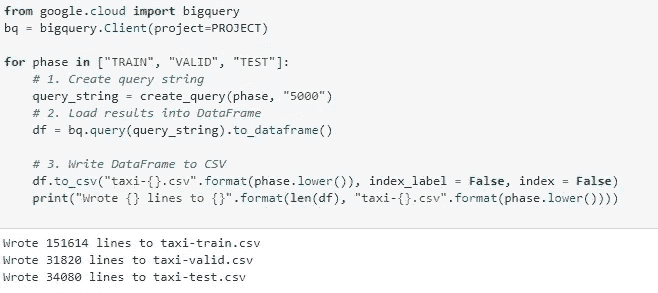 from google.cloud import bigquery
bq = bigquery.Client(project=PROJECT)
for phase in ["TRAIN", "VALID", "TEST"]:
    # 1. Create query string
    query_string = create_query(phase, "5000")
    # 2. Load results into DataFrame
    df = bq.query(query_string).to_dataframe()
    # 3. Write DataFrame to CSV
    df.to_csv("taxi-{}.csv".format(phase.lower()), index_label = False, index = False)
    print("Wrote {} lines to {}".format(len(df), "taxi-{}.csv".format(phase.lower())))
Wrote 151614 lines to taxi-train.csv
Wrote 31820 lines to taxi-valid.csv
Wrote 34080 lines to taxi-test.csv